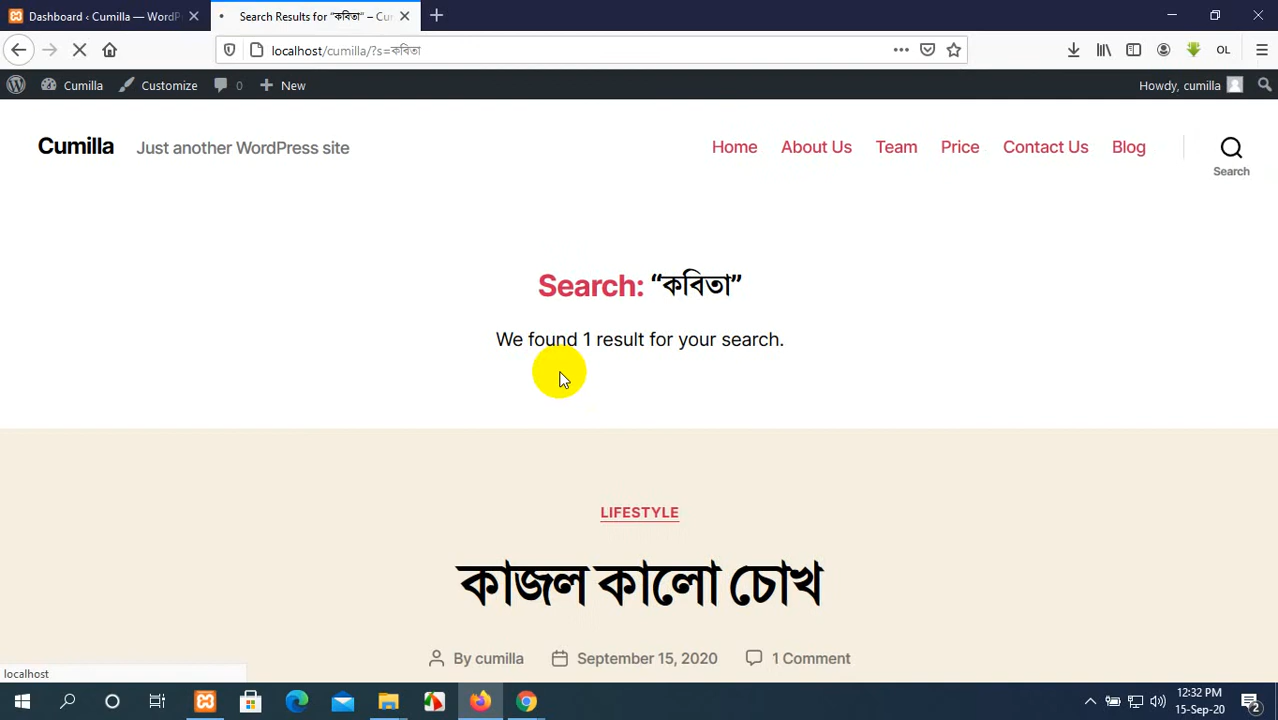 Dashboard ‹ Cumilla — WordP
Search Results for “কবিতা” – Cu
localhost/cumilla/?s=কবিতা
OL
Cumilla
Customize
0
New
Howdy, cumilla
Cumilla
Just another WordPress site
Home
About Us
Team
Price
Contact Us
Blog
Search
Search: “কবিতা”
We found 1 result for your search.
LIFESTYLE
কাজল কালো চোখ
By cumilla
September 15, 2020
1 Comment
localhost
12:32 PM
15-Sep-20
2